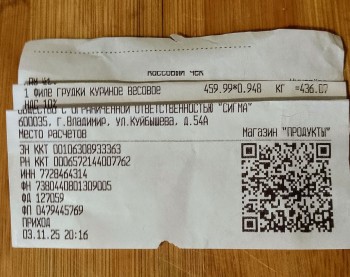 КАССОВЫЙ ЧЕК
1 ФИЛЕ ГРУДКИ КУРИНОЕ ВЕСОВОЕ 459.99*0.948 КГ =436.07
НДС 10%
ОБЩЕСТВО С ОГРАНИЧЕННОЙ ОТВЕТСТВЕННОСТЬЮ "СИГМА"
600035, г.Владимир, ул.Куйбышева, д.54А
Место расчетов Магазин "ПРОДУКТЫ"
ЗН ККТ 00106308933363
РН ККТ 0006572144007762
ИНН 7728464314
ФН 7380440801309005
ФД 127059
ФП 0479445769
ПРИХОД
03.11.25 20:16